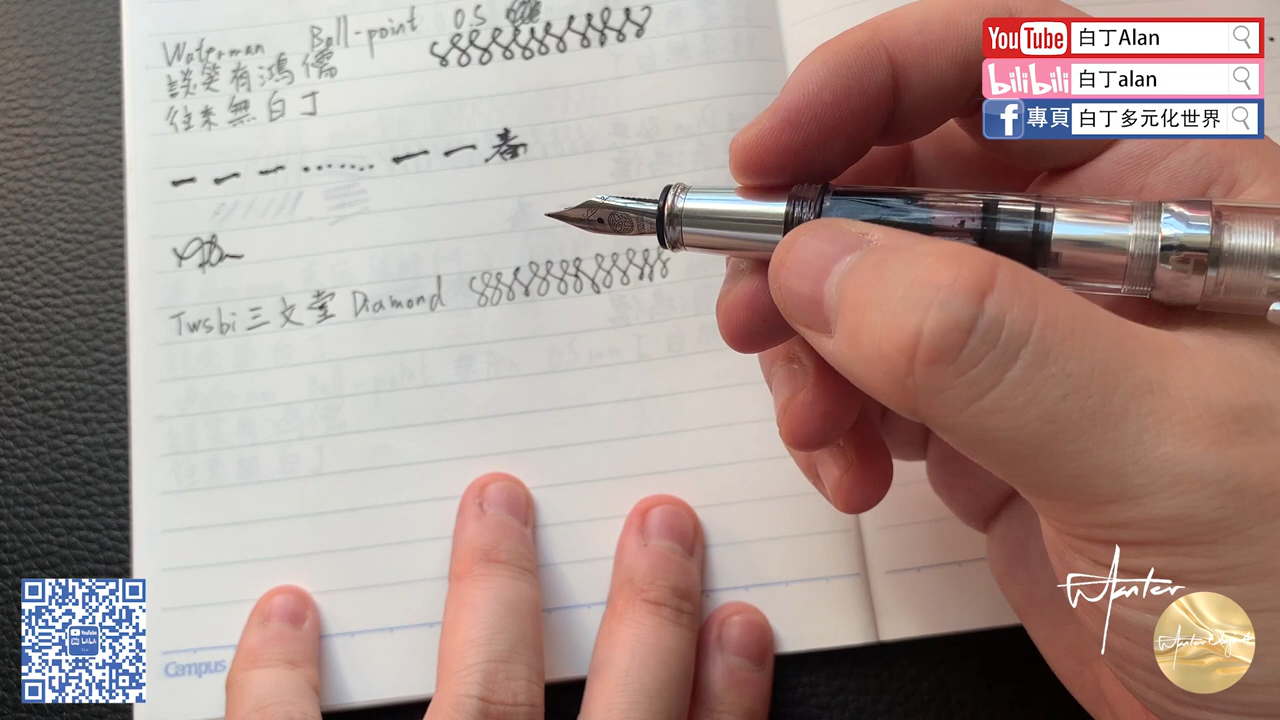 Waterman Ball-point 0.5
談笑有鴻儒
往來無白丁
一一一……一一春
Twsbi 三文堂 Diamond
Campus
YouTube 白丁Alan
bilibili 白丁alan
f 專頁 白丁多元化世界
Wanter